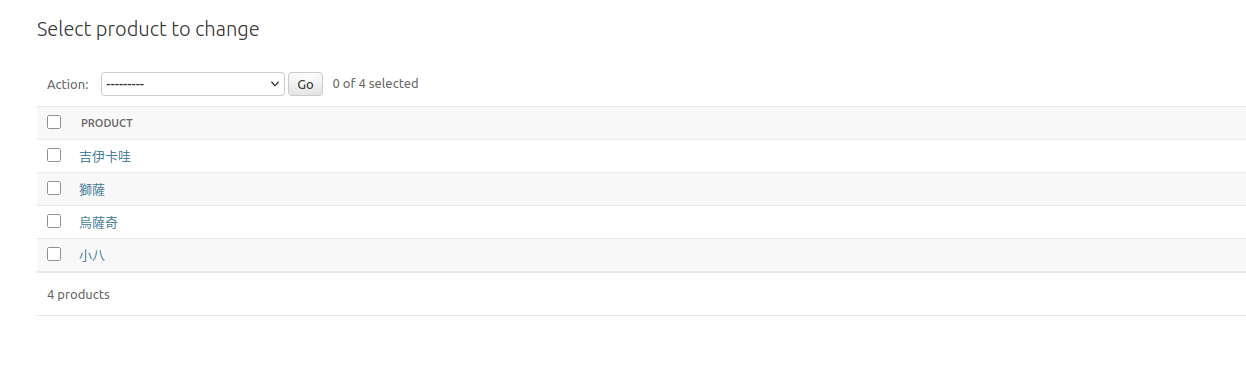 Select product to change
Action: --------- Go 0 of 4 selected
PRODUCT
吉伊卡哇
獅薩
烏薩奇
小八
4 products